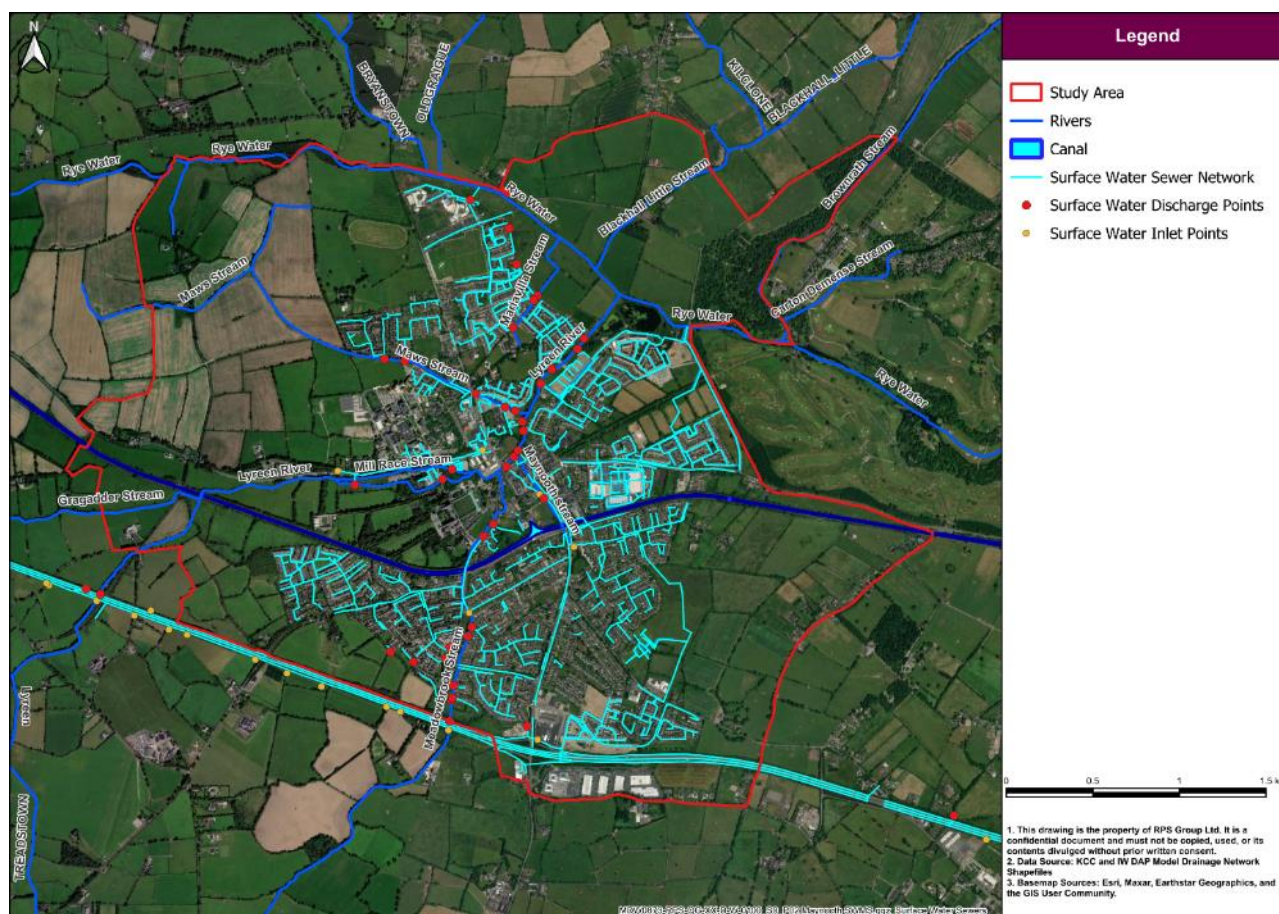 N
Legend
Study Area
Rivers
Canal
Surface Water Sewer Network
Surface Water Discharge Points
Surface Water Inlet Points
BRYANSTOWN
OLDGRAIGUE
KILCLONE
BLACKHALL_LITTLE
Rye Water
Rye Water
Rye Water
Blackhall Little Stream
Brownrath Stream
Maws Stream
Mariavilla Stream
Carton Demense Stream
Rye Water
Maws Stream
Lyreen River
Rye Water
Lyreen River
Mill Race Stream
Maynooth stream
Gragadder Stream
Meadowbrook Stream
Lyreen
TREADSTOWN
0 0.5 1 1.5 k
1. This drawing is the property of RPS Group Ltd. It is a
confidential document and must not be copied, used, or its
contents divulged without prior written consent.
2. Data Source: KCC and IW DAP Model Drainage Network
Shapefiles
3. Basemap Sources: Esri, Maxar, Earthstar Geographics, and
the GIS User Community.
Surface Water Sewers